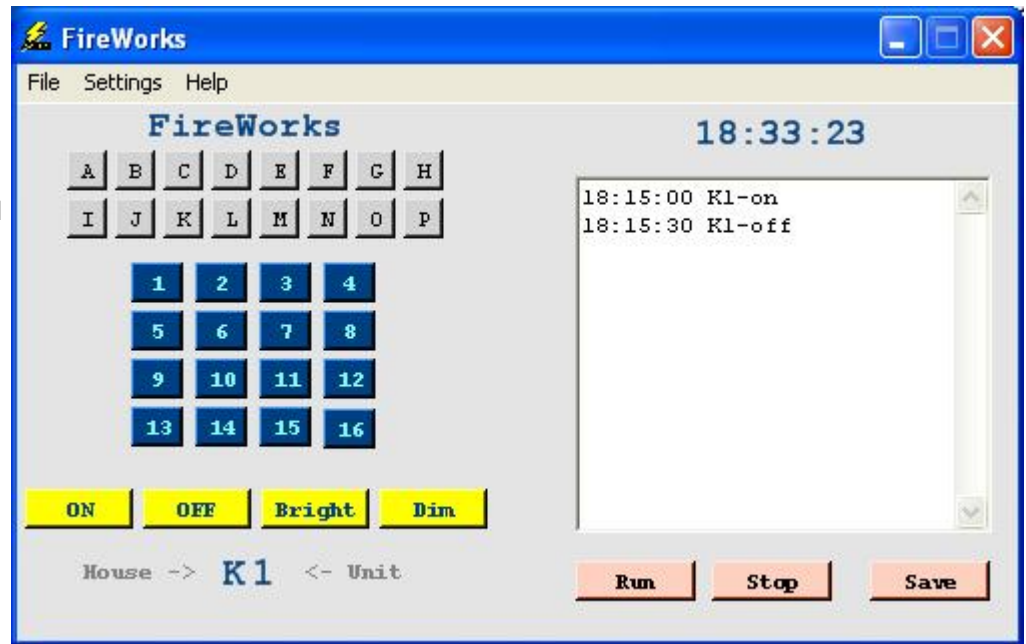 FireWorks
File Settings Help
FireWorks
A B C D E F G H
I J K L M N O P
1 2 3 4
5 6 7 8
9 10 11 12
13 14 15 16
ON OFF Bright Dim
House -> K1 <- Unit
18:33:23
18:15:00 K1-on
18:15:30 K1-off
Run Stop Save